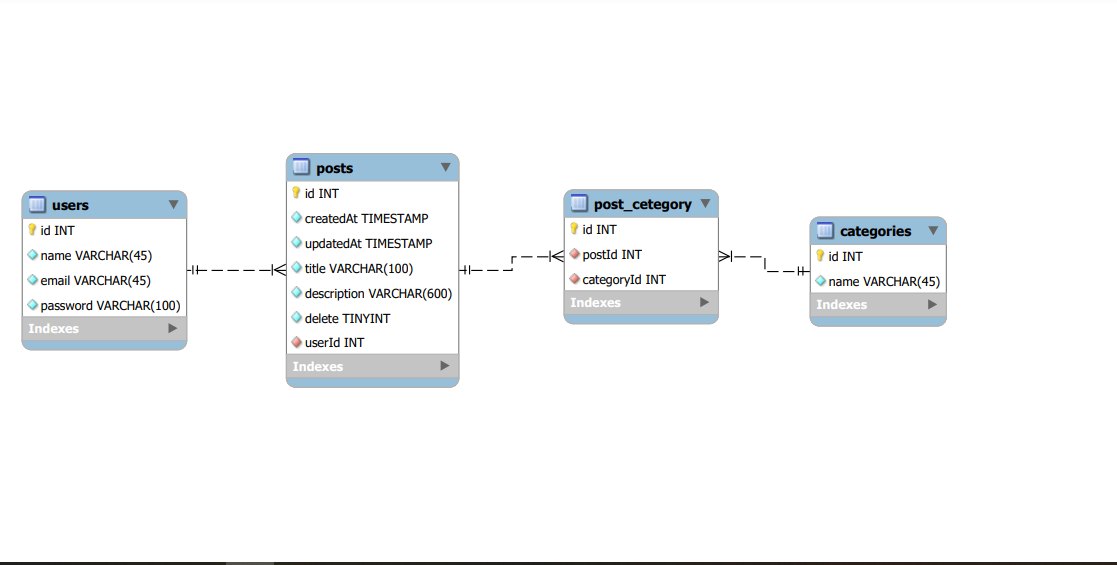 users
id INT
name VARCHAR(45)
email VARCHAR(45)
password VARCHAR(100)
Indexes
posts
id INT
createdAt TIMESTAMP
updatedAt TIMESTAMP
title VARCHAR(100)
description VARCHAR(600)
delete TINYINT
userId INT
Indexes
post_cetegory
id INT
postId INT
categoryId INT
Indexes
categories
id INT
name VARCHAR(45)
Indexes